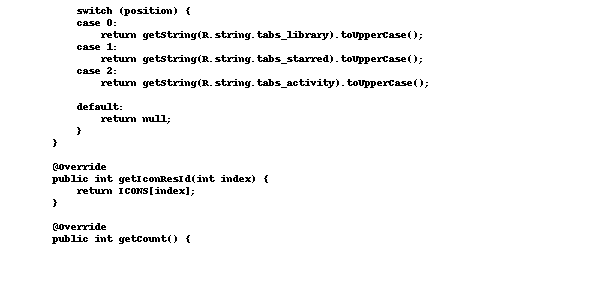 switch (position) {
case 0:
return getString(R.string.tabs_library).toUpperCase();
case 1:
return getString(R.string.tabs_starred).toUpperCase();
case 2:
return getString(R.string.tabs_activity).toUpperCase();
default:
return null;
}
}
@Override
public int getIconResId(int index) {
return ICONS[index];
}
@Override
public int getCount() {